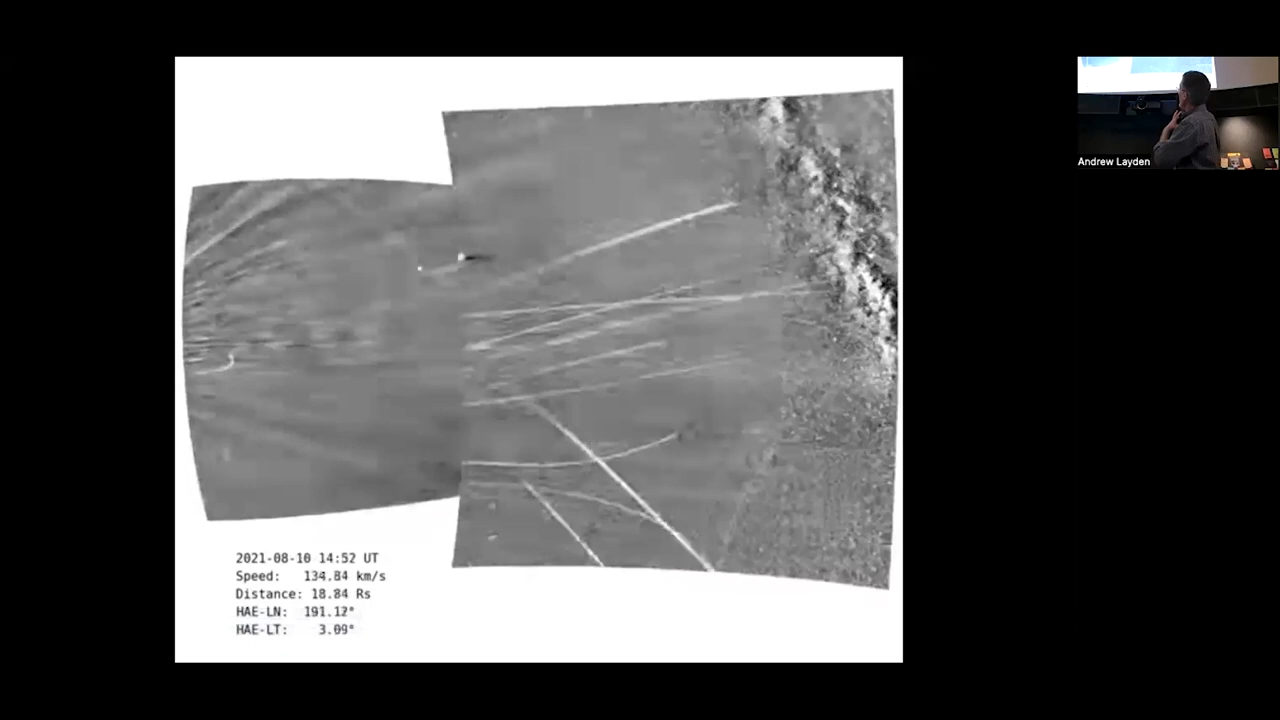 Andrew Layden
2021-08-10 14:52 UT
Speed: 134.84 km/s
Distance: 18.84 Rs
HAE-LN: 191.12°
HAE-LT: 3.09°